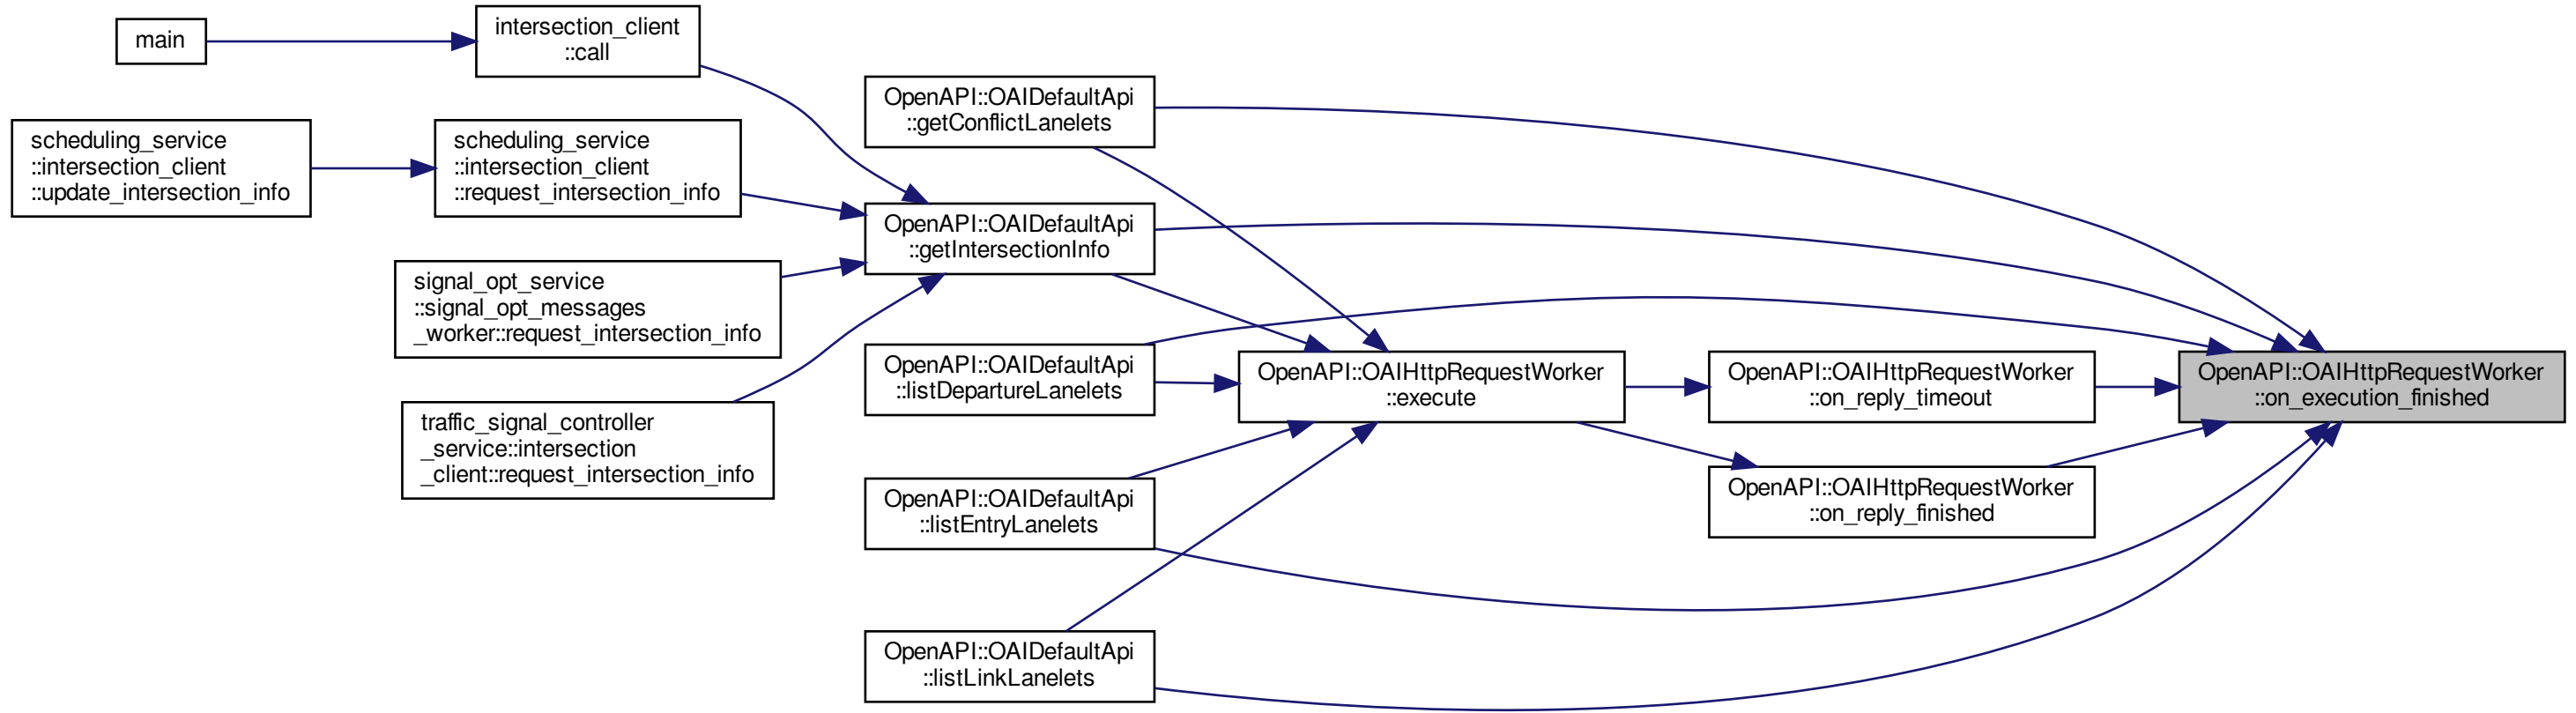 main
intersection_client
::call
scheduling_service
::intersection_client
::update_intersection_info
scheduling_service
::intersection_client
::request_intersection_info
signal_opt_service
::signal_opt_messages
_worker::request_intersection_info
traffic_signal_controller
_service::intersection
_client::request_intersection_info
OpenAPI::OAIDefaultApi
::getConflictLanelets
OpenAPI::OAIDefaultApi
::getIntersectionInfo
OpenAPI::OAIDefaultApi
::listDepartureLanelets
OpenAPI::OAIDefaultApi
::listEntryLanelets
OpenAPI::OAIDefaultApi
::listLinkLanelets
OpenAPI::OAIHttpRequestWorker
::execute
OpenAPI::OAIHttpRequestWorker
::on_reply_timeout
OpenAPI::OAIHttpRequestWorker
::on_reply_finished
OpenAPI::OAIHttpRequestWorker
::on_execution_finished